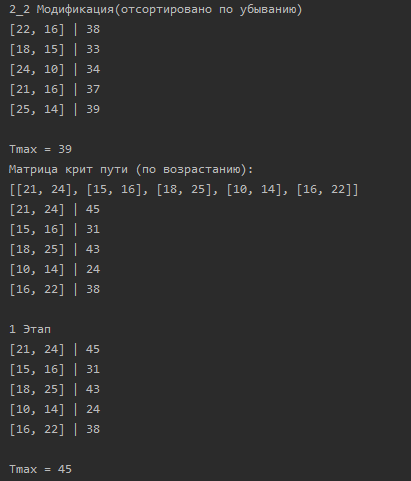 2_2 Модификация(отсортировано по убыванию)
[22, 16] | 38
[18, 15] | 33
[24, 10] | 34
[21, 16] | 37
[25, 14] | 39
Tmax = 39
Матрица крит пути (по возрастанию):
[[21, 24], [15, 16], [18, 25], [10, 14], [16, 22]]
[21, 24] | 45
[15, 16] | 31
[18, 25] | 43
[10, 14] | 24
[16, 22] | 38
1 Этап
[21, 24] | 45
[15, 16] | 31
[18, 25] | 43
[10, 14] | 24
[16, 22] | 38
Tmax = 45